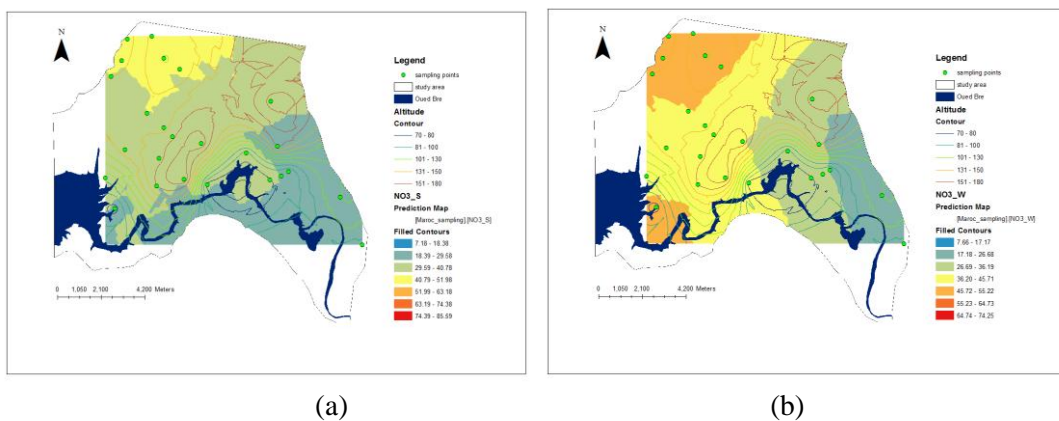 N
Legend
sampling points
study area
Oued Bre
Altitude
Contour
70 - 80
81 - 100
101 - 130
131 - 150
151 - 180
NO3_S
Prediction Map
[Maroc_sampling].[NO3_S]
Filled Contours
7.18 - 18.38
18.39 - 29.58
29.59 - 40.78
40.79 - 51.98
51.99 - 63.18
63.19 - 74.38
74.39 - 85.59
0 1,050 2,100 4,200 Meters
(a)
N
Legend
sampling points
study area
Oued Bre
Altitude
Contour
70 - 80
81 - 100
101 - 130
131 - 150
151 - 180
NO3_W
Prediction Map
[Maroc_sampling].[NO3_W]
Filled Contours
7.66 - 17.17
17.18 - 26.68
26.69 - 36.19
36.20 - 45.71
45.72 - 55.22
55.23 - 64.73
64.74 - 74.25
0 1,050 2,100 4,200 Meters
(b)